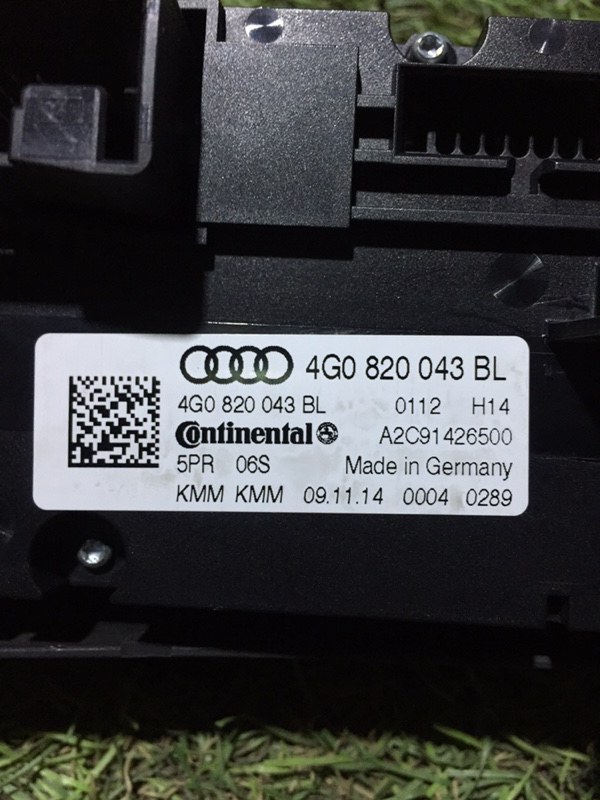 4G0 820 043 BL
4G0 820 043 BL 0112 H14
Continental A2C91426500
5PR 06S Made in Germany
KMM KMM 09.11.14 0004 0289